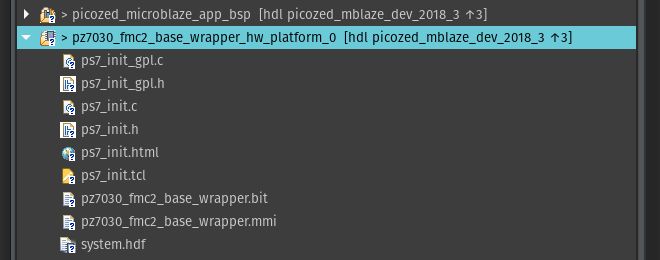 > picozed_microblaze_app_bsp [hdl picozed_mblaze_dev_2018_3 ↑3]
> pz7030_fmc2_base_wrapper_hw_platform_0 [hdl picozed_mblaze_dev_2018_3 ↑3]
ps7_init_gpl.c
ps7_init_gpl.h
ps7_init.c
ps7_init.h
ps7_init.html
ps7_init.tcl
pz7030_fmc2_base_wrapper.bit
pz7030_fmc2_base_wrapper.mmi
system.hdf